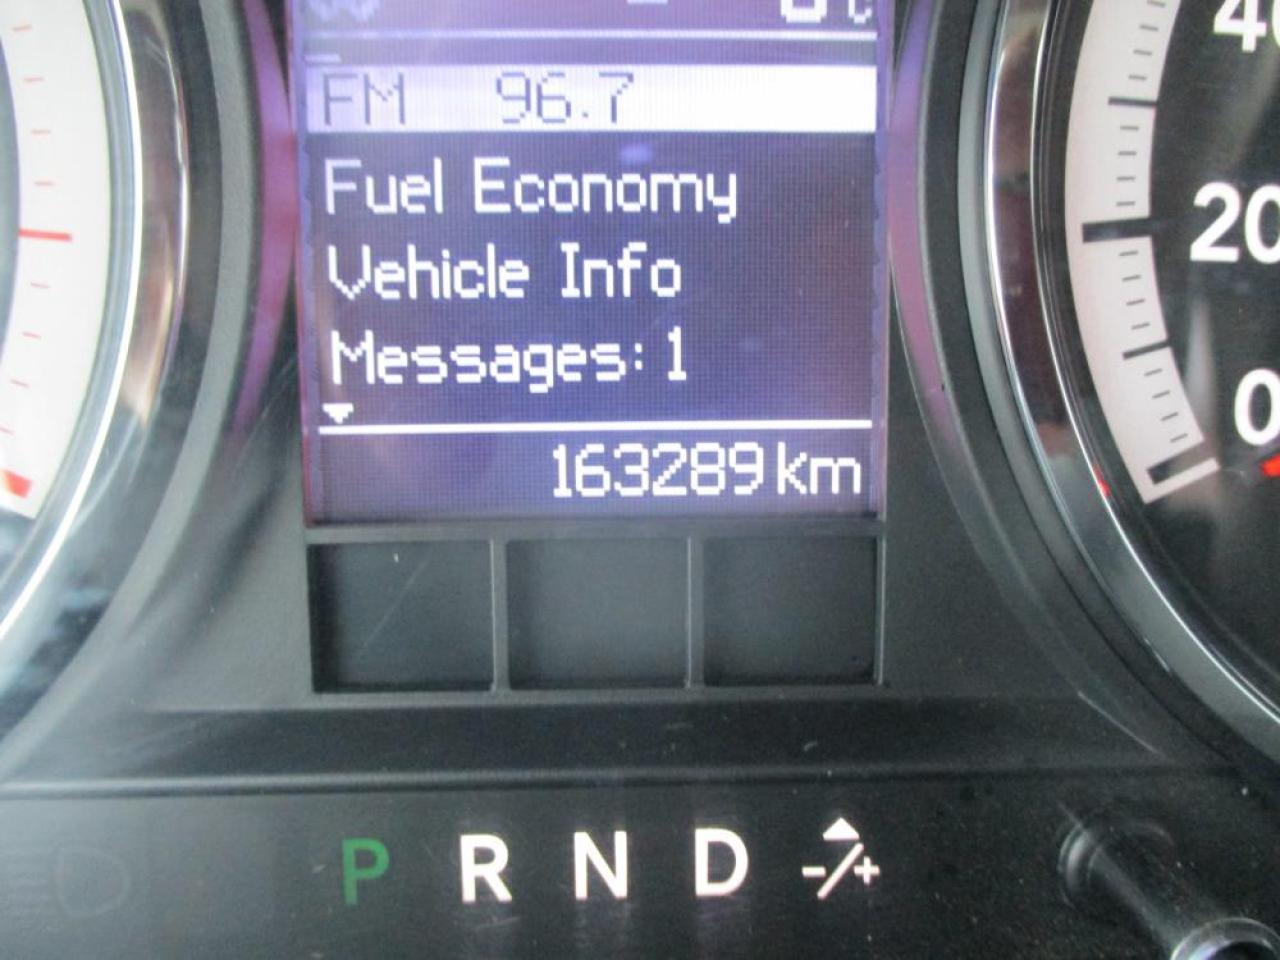 C
FM 96.7
Fuel Economy
Vehicle Info
Messages: 1
163289 km
20
0
P R N D -/+